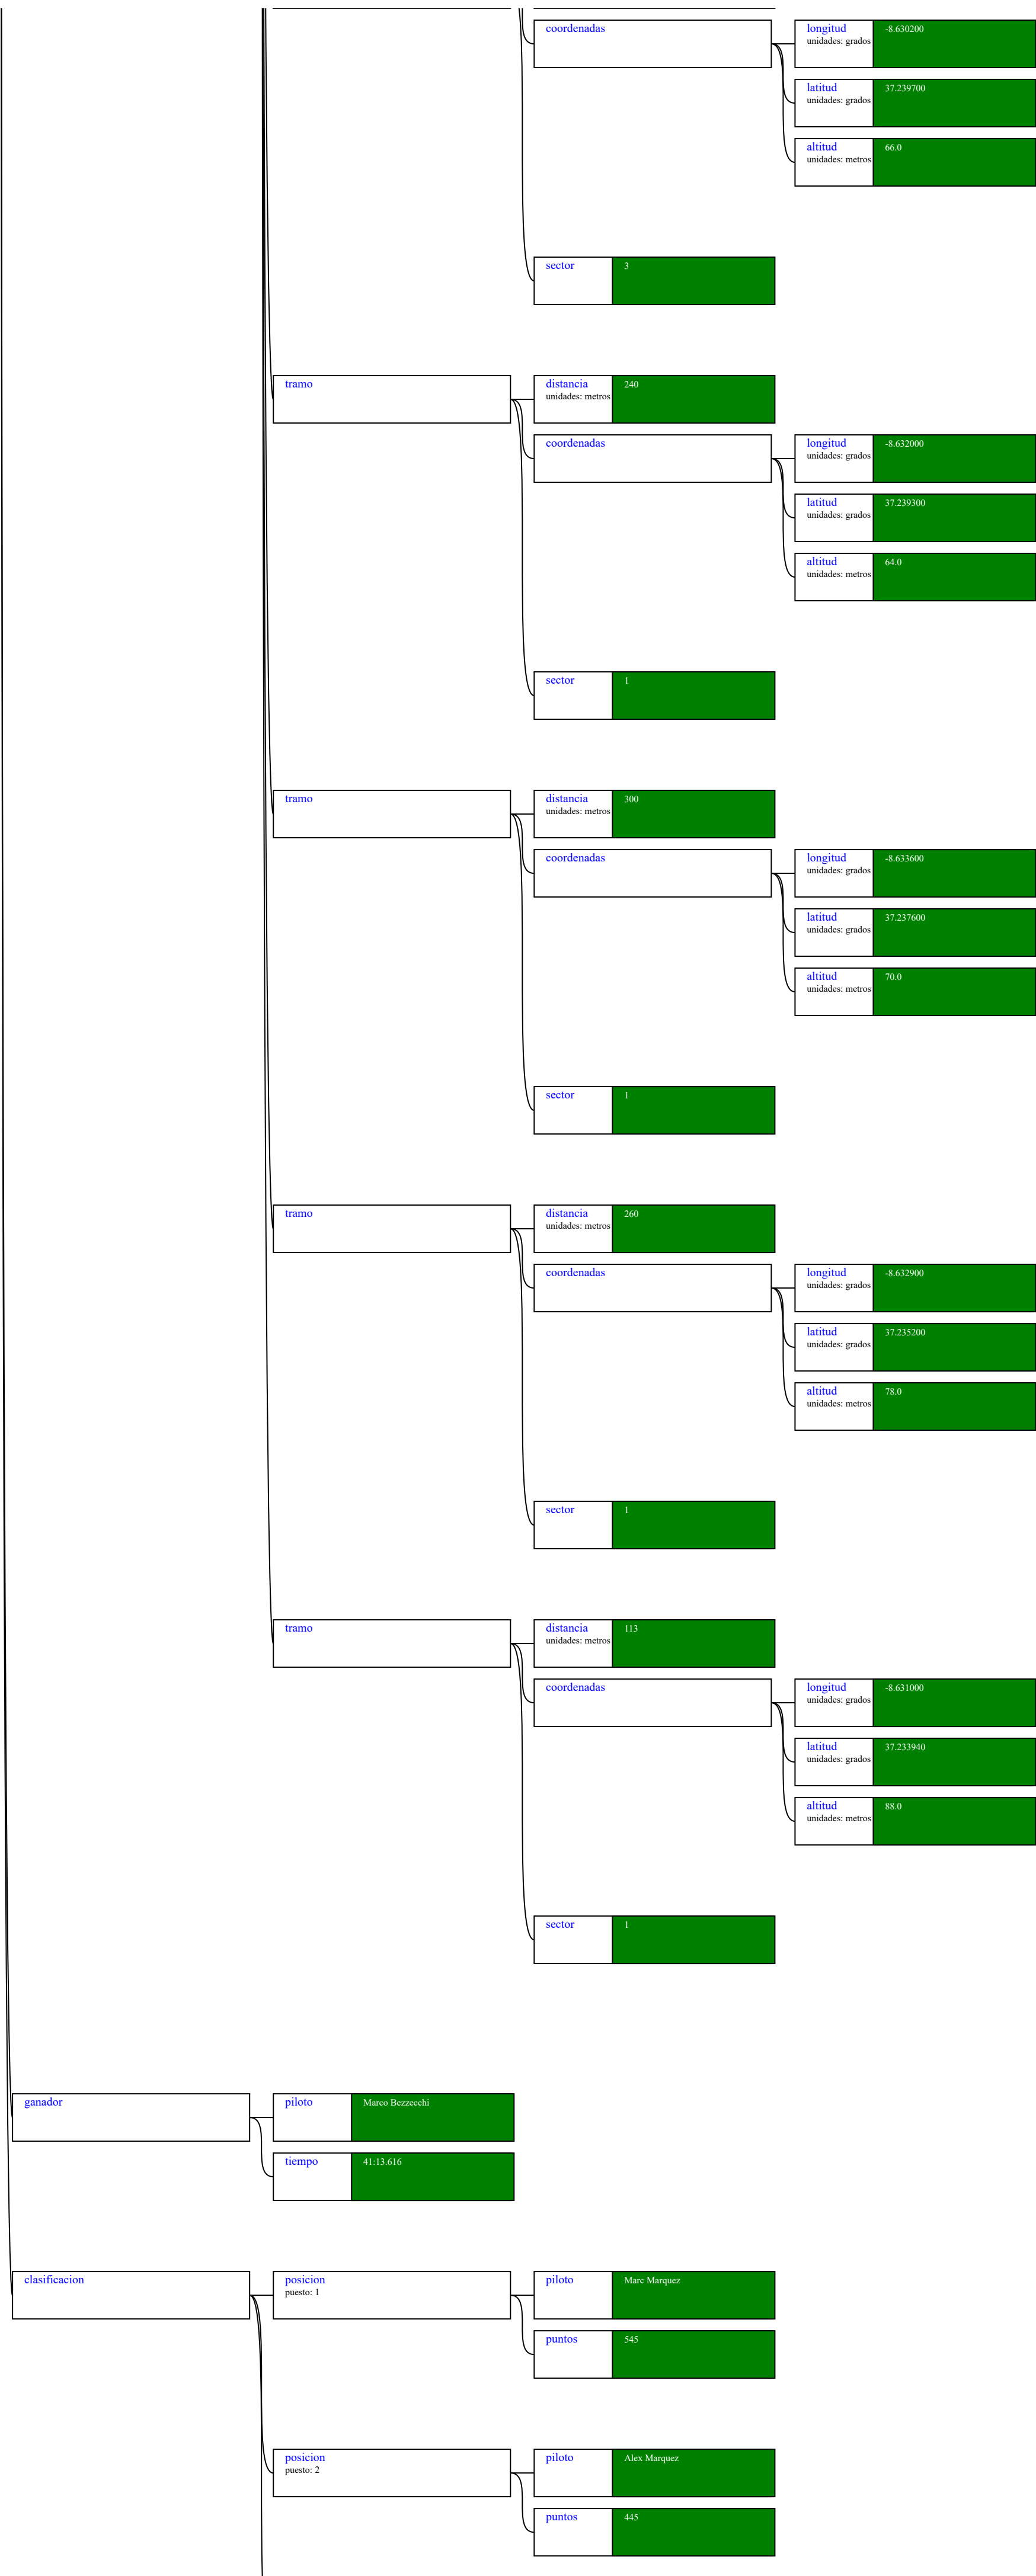 coordenadas
longitud
unidades: grados
-8.630200
latitud
unidades: grados
37.239700
altitud
unidades: metros
66.0
sector
3
tramo
distancia
unidades: metros
240
coordenadas
longitud
unidades: grados
-8.632000
latitud
unidades: grados
37.239300
altitud
unidades: metros
64.0
sector
1
tramo
distancia
unidades: metros
300
coordenadas
longitud
unidades: grados
-8.633600
latitud
unidades: grados
37.237600
altitud
unidades: metros
70.0
sector
1
tramo
distancia
unidades: metros
260
coordenadas
longitud
unidades: grados
-8.632900
latitud
unidades: grados
37.235200
altitud
unidades: metros
78.0
sector
1
tramo
distancia
unidades: metros
113
coordenadas
longitud
unidades: grados
-8.631000
latitud
unidades: grados
37.233940
altitud
unidades: metros
88.0
sector
1
ganador
piloto
Marco Bezzecchi
tiempo
41:13.616
clasificacion
posicion
puesto: 1
piloto
Marc Marquez
puntos
545
posicion
puesto: 2
piloto
Alex Marquez
puntos
445